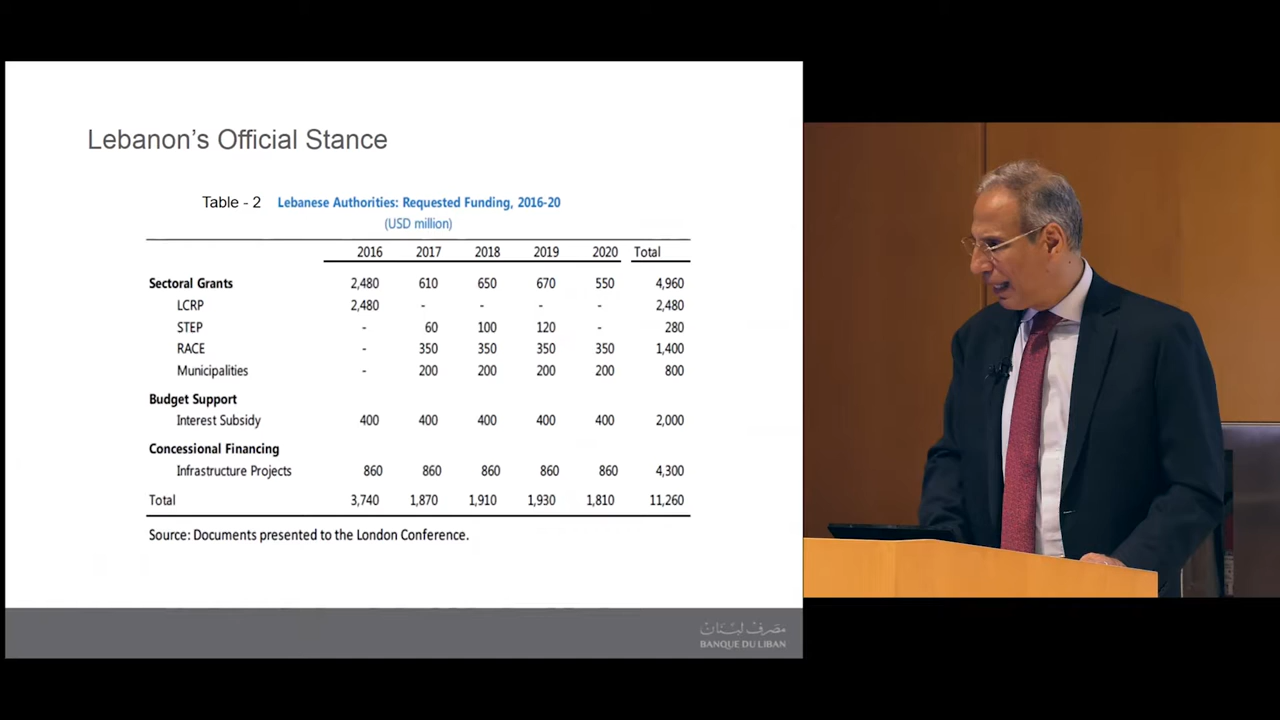 Lebanon's Official Stance
Table - 2 Lebanese Authorities: Requested Funding, 2016-20
(USD million)
2016 2017 2018 2019 2020 Total
Sectoral Grants 2,480 610 650 670 550 4,960
LCRP 2,480 - - - - 2,480
STEP - 60 100 120 - 280
RACE - 350 350 350 350 1,400
Municipalities - 200 200 200 200 800
Budget Support
Interest Subsidy 400 400 400 400 400 2,000
Concessional Financing
Infrastructure Projects 860 860 860 860 860 4,300
Total 3,740 1,870 1,910 1,930 1,810 11,260
Source: Documents presented to the London Conference.
مصرف لبنان
BANQUE DU LIBAN